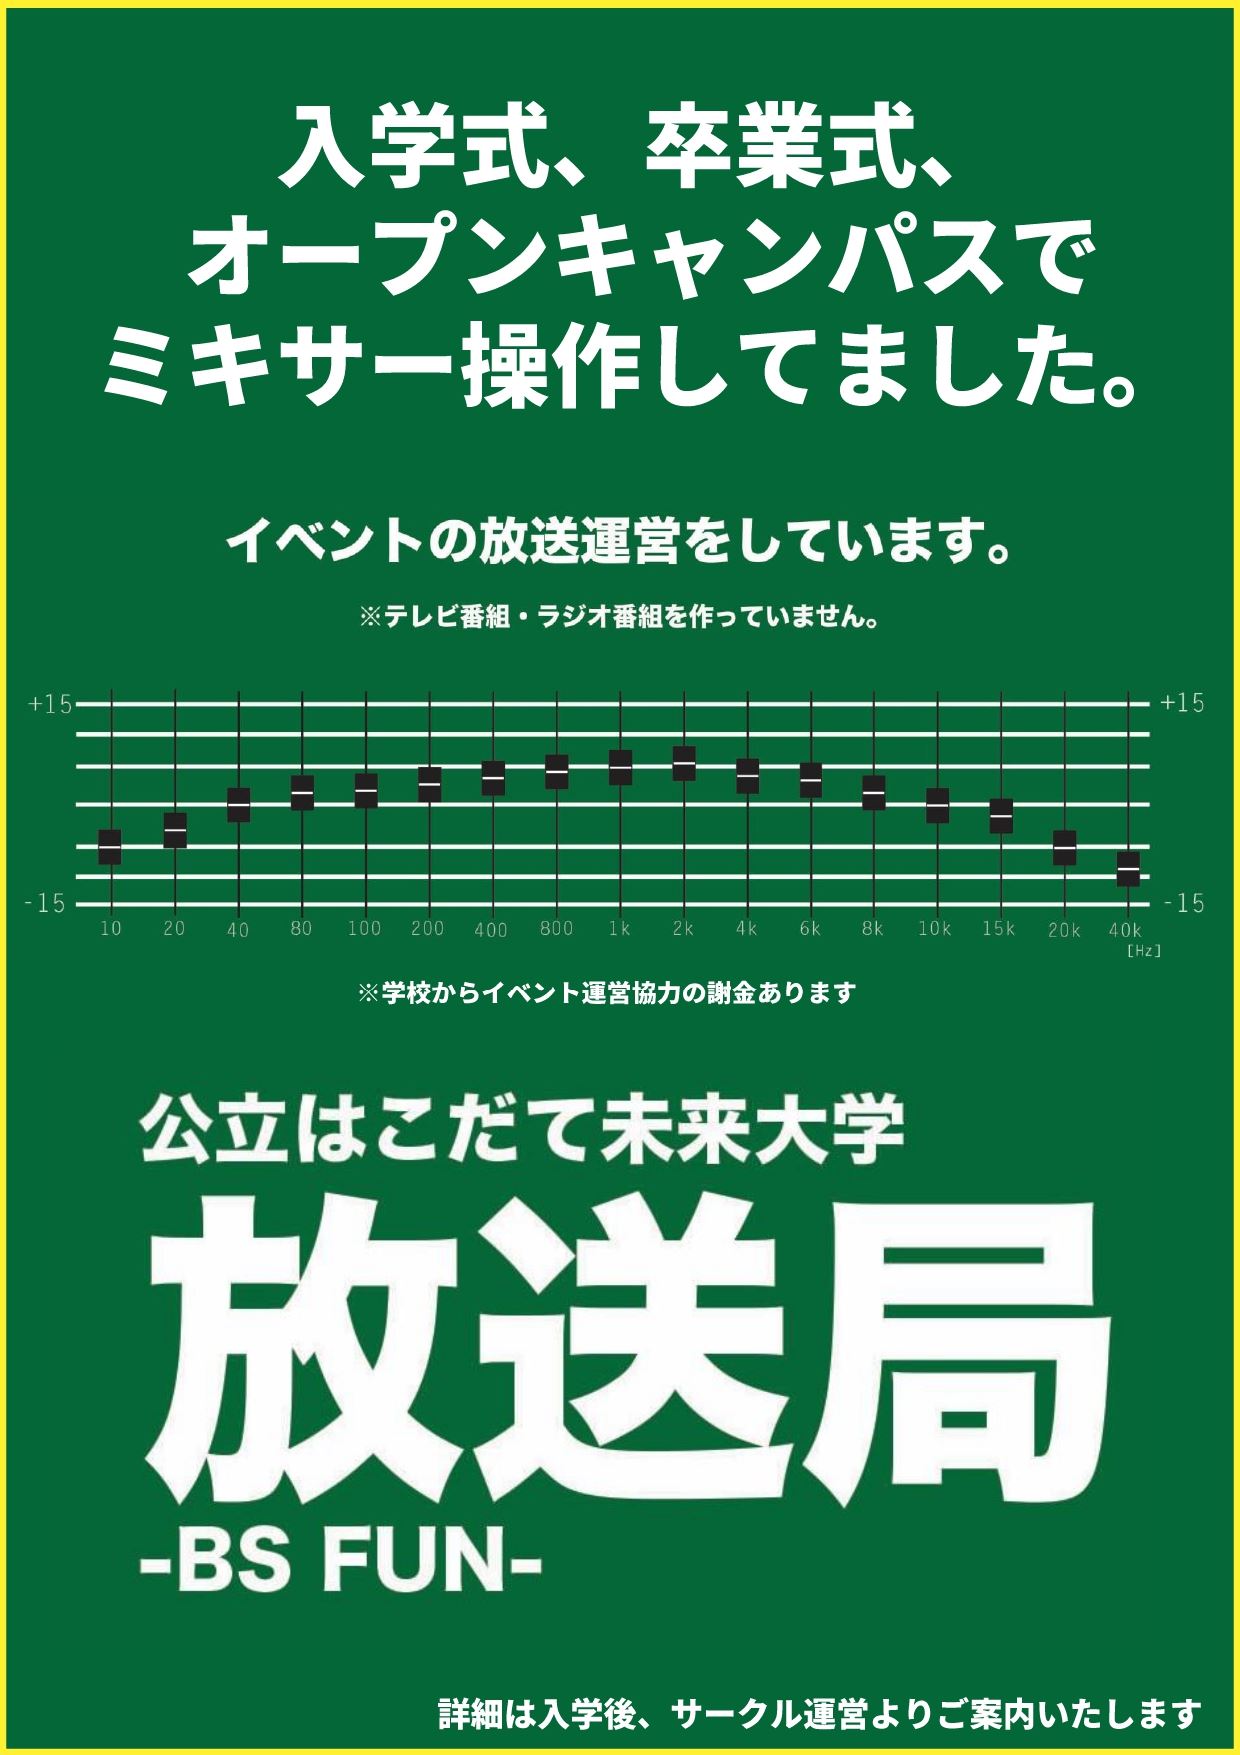 入学式、卒業式、
オープンキャンパスで
ミキサー操作してました。
イベントの放送運営をしています。
※テレビ番組・ラジオ番組を作っていません。
+15 +15
-15 -15
10 20 40 80 100 200 400 800 1k 2k 4k 6k 8k 10k 15k 20k 40k
[Hz]
※学校からイベント運営協力の謝金あります
公立はこだて未来大学
放送局
-BS FUN-
詳細は入学後、サークル運営よりご案内いたします